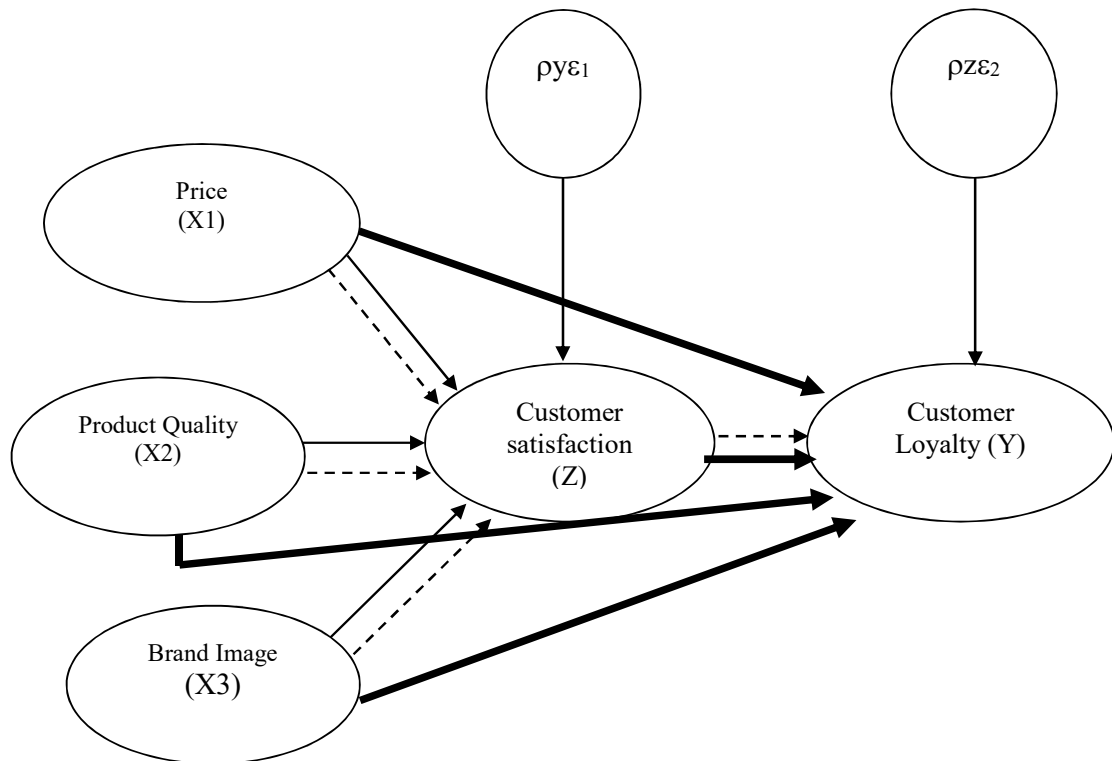 ρyε₁
ρzε₂
Price
(X1)
Product Quality
(X2)
Customer
satisfaction
(Z)
Customer
Loyalty (Y)
Brand Image
(X3)